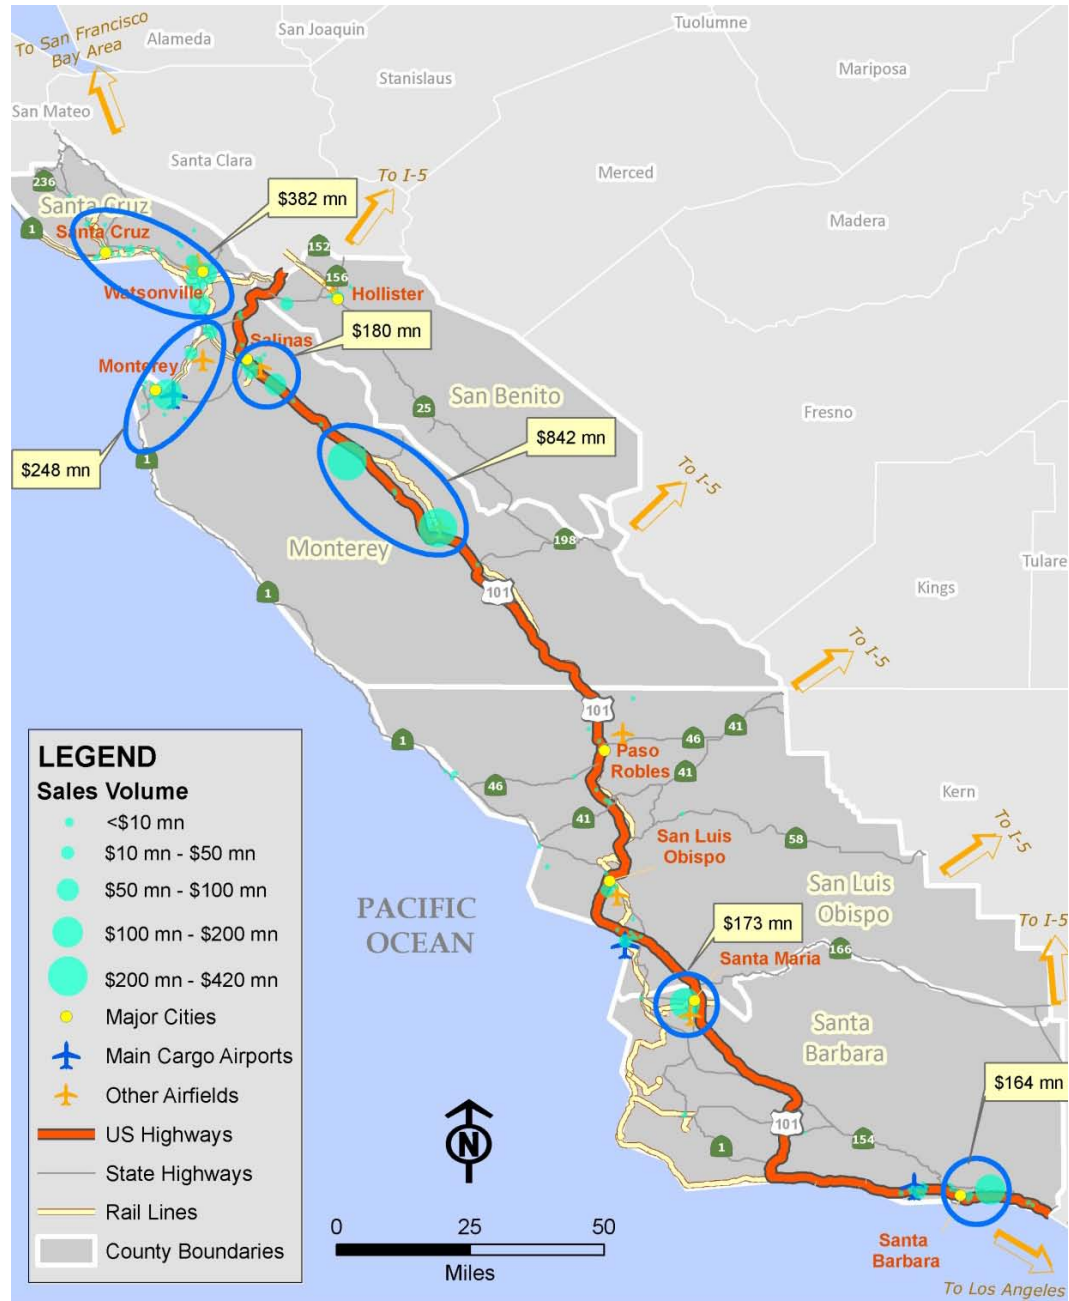 To San Francisco
Bay Area
Alameda
San Joaquin
Tuolumne
Stanislaus
Mariposa
San Mateo
Santa Clara
To I-5
Merced
Madera
236
Santa Cruz
$382 mn
1
Santa Cruz
152
156
Watsonville
Hollister
$180 mn
Salinas
Monterey
San Benito
25
Fresno
$842 mn
$248 mn
1
To I-5
Monterey
198
Tulare
Kings
101
1
To I-5
101
1
46
41
Paso
Robles
41
46
Kern
41
58
To I-5
San Luis
Obispo
San Luis
Obispo
PACIFIC
OCEAN
$173 mn
To I-5
Santa Maria
166
Santa
Barbara
$164 mn
101
154
1
Santa
Barbara
To Los Angeles
LEGEND
Sales Volume
<$10 mn
$10 mn - $50 mn
$50 mn - $100 mn
$100 mn - $200 mn
$200 mn - $420 mn
Major Cities
Main Cargo Airports
Other Airfields
US Highways
State Highways
Rail Lines
County Boundaries
N
0 25 50
Miles